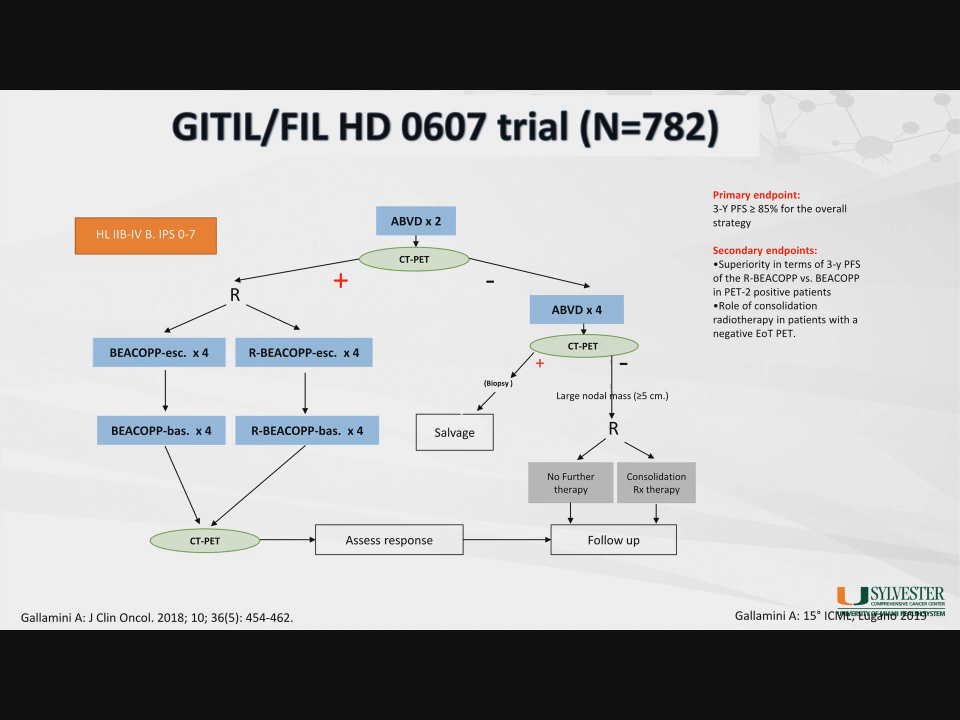 GITIL/FIL HD 0607 trial (N=782)
HL IIB-IV B. IPS 0-7
ABVD x 2
CT-PET
+
-
R
BEACOPP-esc. x 4
R-BEACOPP-esc. x 4
BEACOPP-bas. x 4
R-BEACOPP-bas. x 4
ABVD x 4
CT-PET
+
-
(Biopsy )
Large nodal mass (≥5 cm.)
Salvage
R
No Further
therapy
Consolidation
Rx therapy
CT-PET
Assess response
Follow up
Primary endpoint:
3-Y PFS ≥ 85% for the overall
strategy
Secondary endpoints:
•Superiority in terms of 3-y PFS
of the R-BEACOPP vs. BEACOPP
in PET-2 positive patients
•Role of consolidation
radiotherapy in patients with a
negative EoT PET.
Gallamini A: J Clin Oncol. 2018; 10; 36(5): 454-462.
SYLVESTER
COMPREHENSIVE CANCER CENTER
UNIVERSITY OF MIAMI HEALTH SYSTEM
Gallamini A: 15° ICML, Lugano 2019